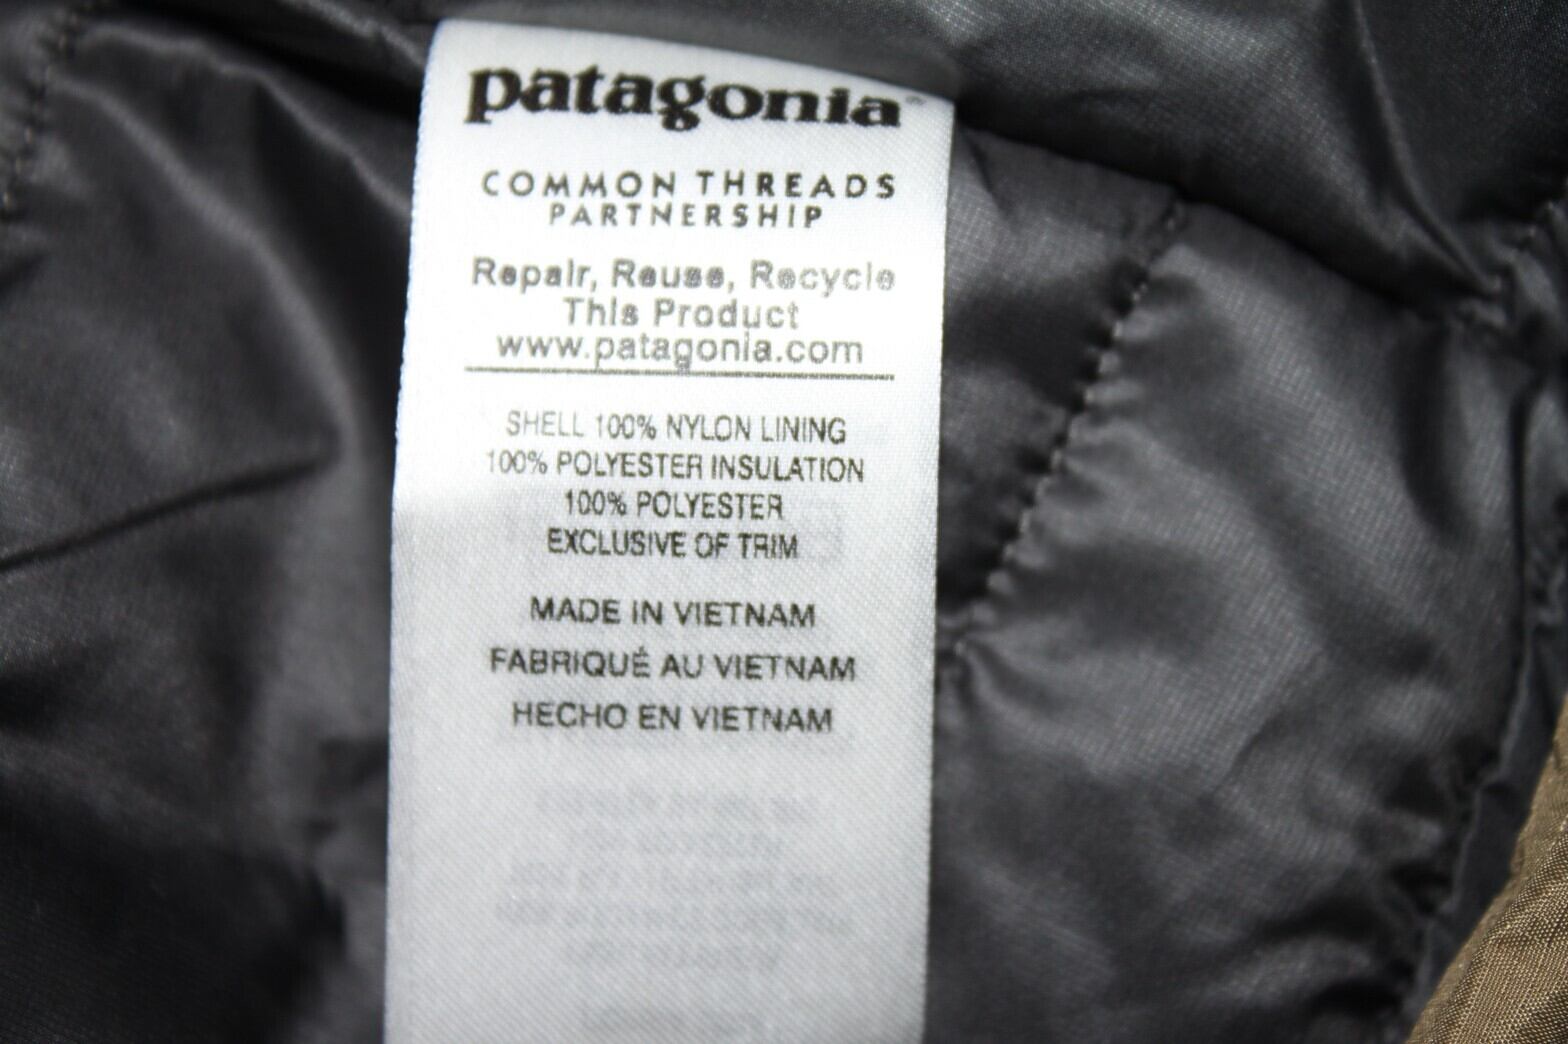 patagonia®
COMMON THREADS
PARTNERSHIP
Repair, Reuse, Recycle
This Product
www.patagonia.com
SHELL 100% NYLON LINING
100% POLYESTER INSULATION
100% POLYESTER
EXCLUSIVE OF TRIM
MADE IN VIETNAM
FABRIQUÉ AU VIETNAM
HECHO EN VIETNAM